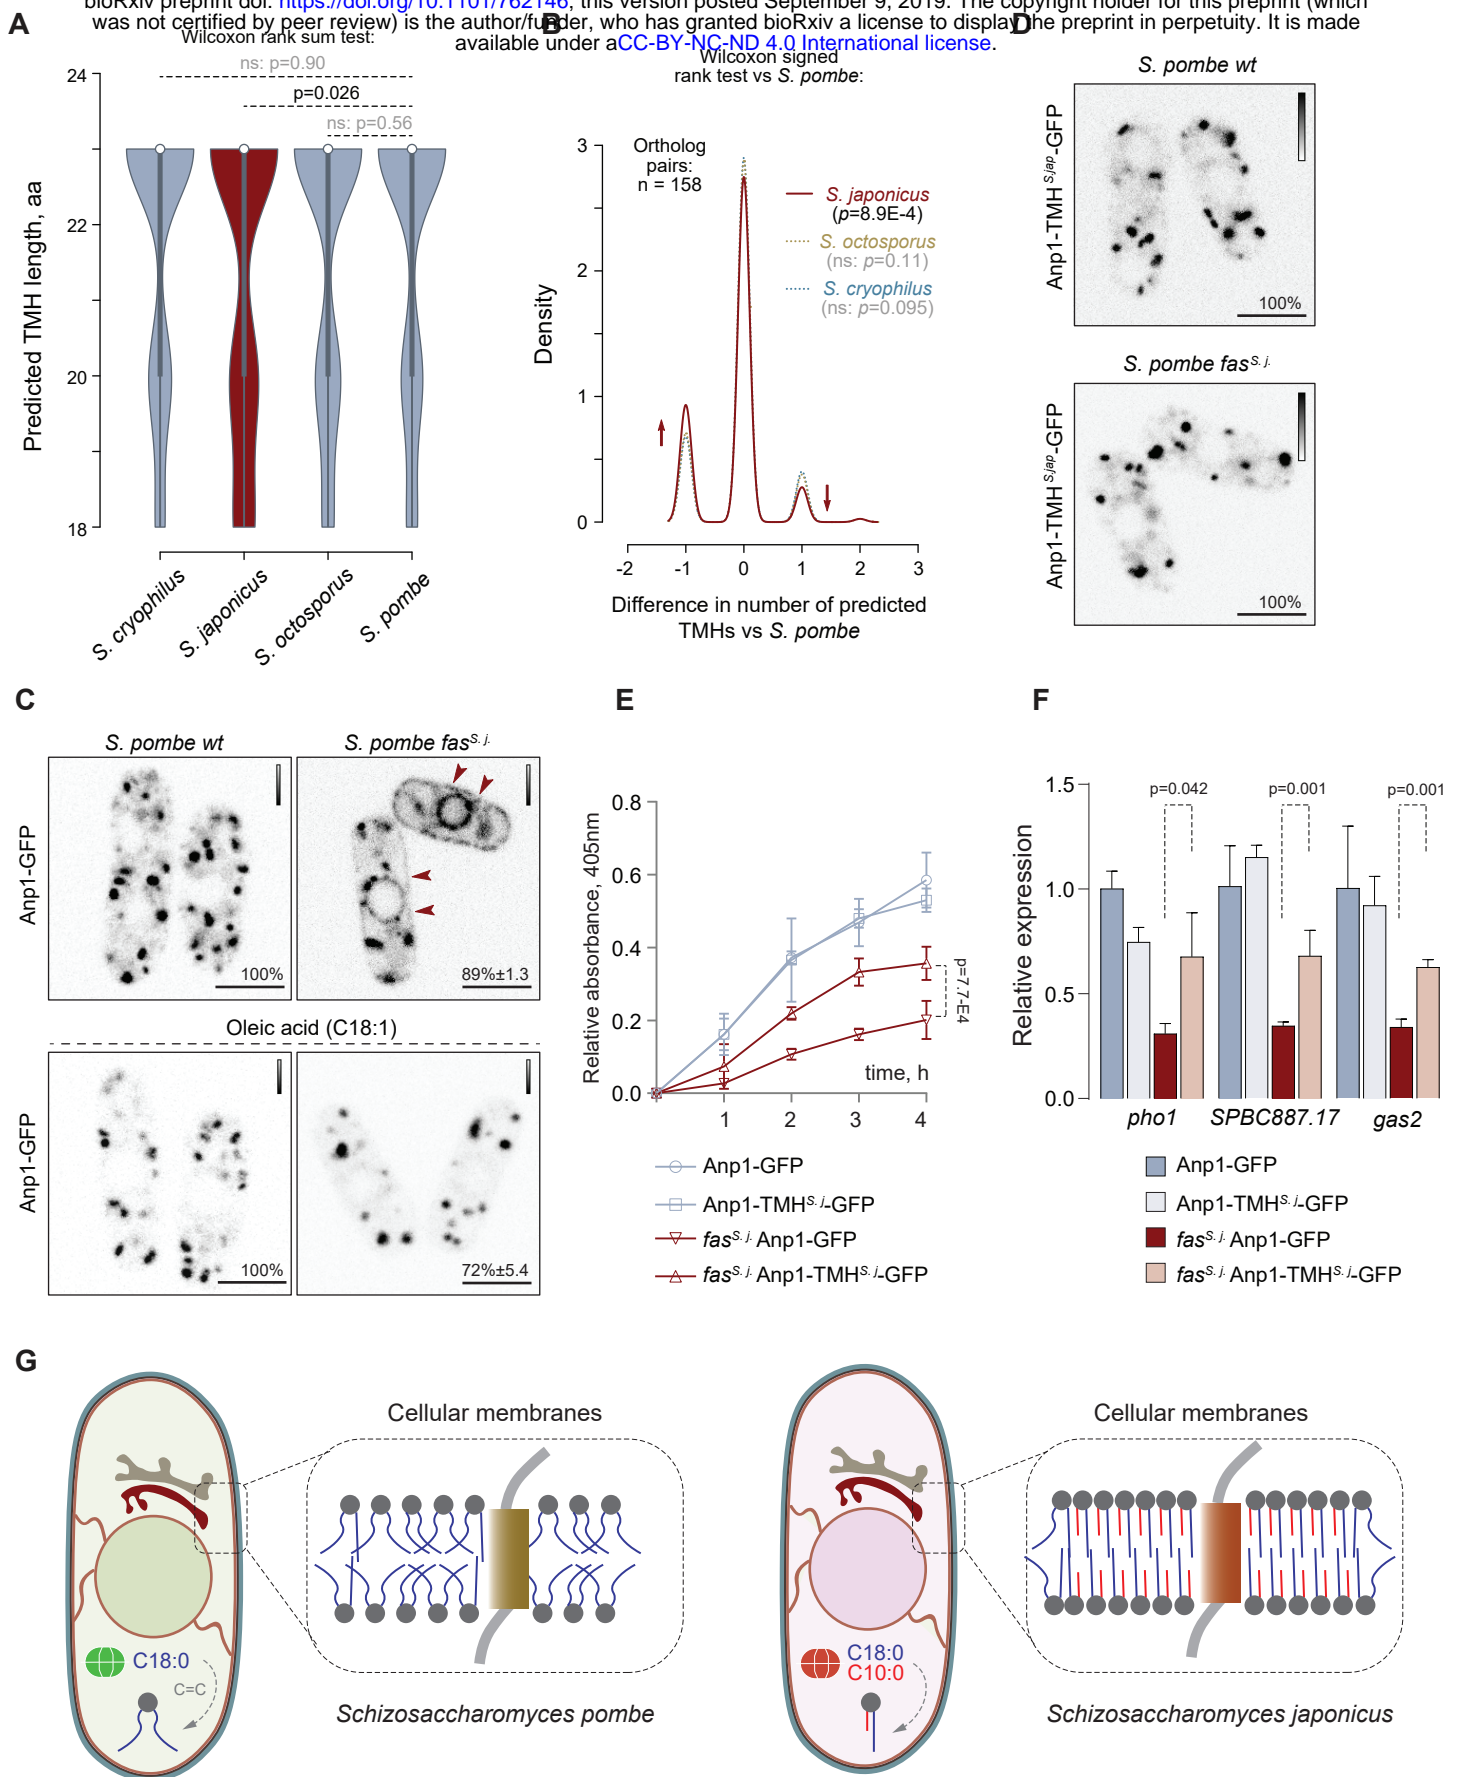 bioRxiv preprint doi: https://doi.org/10.1101/762146; this version posted September 9, 2019. The copyright holder for this preprint (which
was not certified by peer review) is the author/funder, who has granted bioRxiv a license to display the preprint in perpetuity. It is made
available under aCC-BY-NC-ND 4.0 International license.
A
Wilcoxon rank sum test:
ns: p=0.90
p=0.026
ns: p=0.56
24
22
20
18
Predicted TMH length, aa
S. cryophilus
S. japonicus
S. octosporus
S. pombe
B
Wilcoxon signed
rank test vs S. pombe:
Ortholog
pairs:
n = 158
S. japonicus
(p=8.9E-4)
S. octosporus
(ns: p=0.11)
S. cryophilus
(ns: p=0.095)
3
2
1
0
Density
-2 -1 0 1 2 3
Difference in number of predicted
TMHs vs S. pombe
D
S. pombe wt
Anp1-TMH S.jap-GFP
100%
S. pombe fas S. j.
Anp1-TMH S.jap-GFP
100%
C
S. pombe wt
S. pombe fas S. j.
Anp1-GFP
100%
89%±1.3
Oleic acid (C18:1)
Anp1-GFP
100%
72%±5.4
E
0.8
0.6
0.4
0.2
0.0
Relative absorbance, 405nm
p=7.7-E4
time, h
1 2 3 4
Anp1-GFP
Anp1-TMH S. j-GFP
fas S. j. Anp1-GFP
fas S. j. Anp1-TMH S. j-GFP
F
1.5
1.0
0.5
0.0
Relative expression
p=0.042
p=0.001
p=0.001
pho1
SPBC887.17
gas2
Anp1-GFP
Anp1-TMH S. j-GFP
fas S. j. Anp1-GFP
fas S. j. Anp1-TMH S. j-GFP
G
Cellular membranes
C18:0
C=C
Schizosaccharomyces pombe
Cellular membranes
C18:0
C10:0
Schizosaccharomyces japonicus